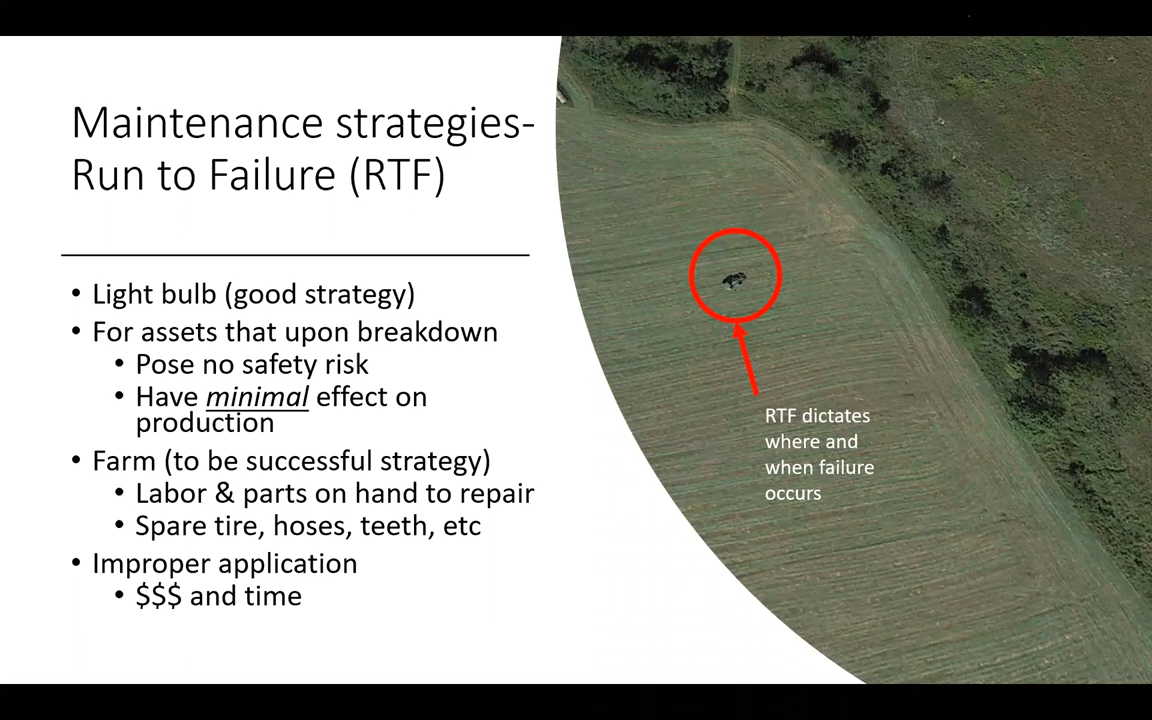 Maintenance strategies-
Run to Failure (RTF)
• Light bulb (good strategy)
• For assets that upon breakdown
• Pose no safety risk
• Have minimal effect on
production
• Farm (to be successful strategy)
• Labor & parts on hand to repair
• Spare tire, hoses, teeth, etc
• Improper application
• $$$ and time
RTF dictates
where and
when failure
occurs